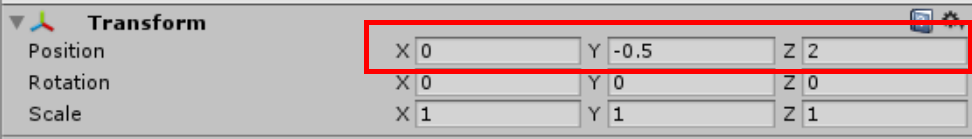 Transform
Position X 0 Y -0.5 Z 2
Rotation X 0 Y 0 Z 0
Scale X 1 Y 1 Z 1